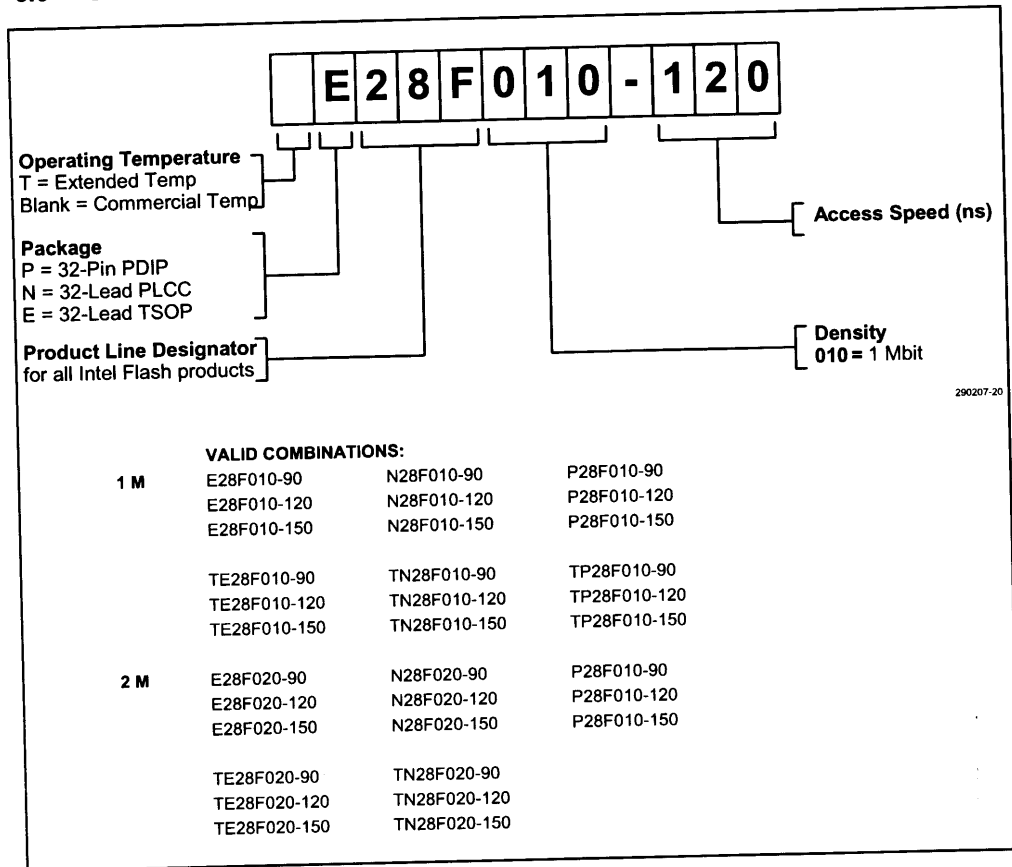 E28F010-120
Operating Temperature
T = Extended Temp
Blank = Commercial Temp
Access Speed (ns)
Package
P = 32-Pin PDIP
N = 32-Lead PLCC
E = 32-Lead TSOP
Density
010 = 1 Mbit
Product Line Designator
for all Intel Flash products
290207-20
VALID COMBINATIONS:
1 M E28F010-90 N28F010-90 P28F010-90
E28F010-120 N28F010-120 P28F010-120
E28F010-150 N28F010-150 P28F010-150
TE28F010-90 TN28F010-90 TP28F010-90
TE28F010-120 TN28F010-120 TP28F010-120
TE28F010-150 TN28F010-150 TP28F010-150
2 M E28F020-90 N28F020-90 P28F010-90
E28F020-120 N28F020-120 P28F010-120
E28F020-150 N28F020-150 P28F010-150
TE28F020-90 TN28F020-90
TE28F020-120 TN28F020-120
TE28F020-150 TN28F020-150